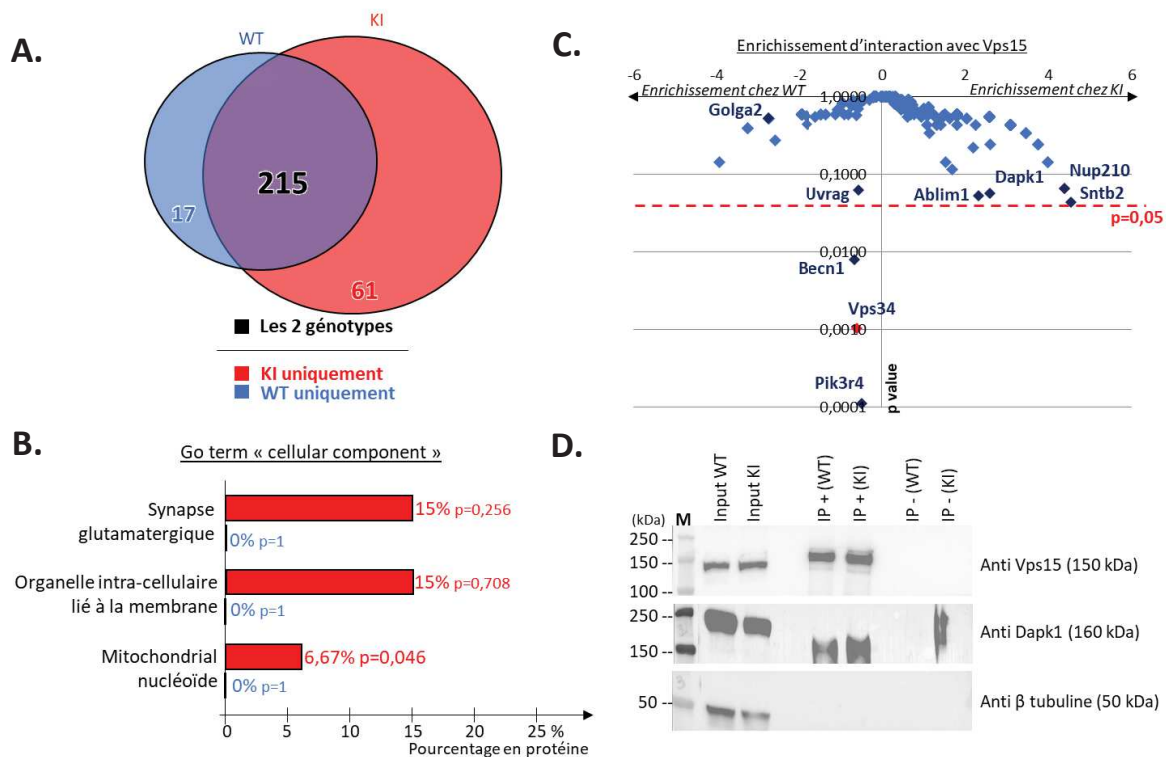 A.
WT
KI
17
215
61
Les 2 génotypes
KI uniquement
WT uniquement
B.
Go term « cellular component »
Synapse
glutamatergique
15% p=0,256
0% p=1
Organelle intra-cellulaire
lié à la membrane
15% p=0,708
0% p=1
Mitochondrial
nucléoïde
6,67% p=0,046
0% p=1
0 5 10 15 20 25 %
Pourcentage en protéine
C.
Enrichissement d'interaction avec Vps15
-6 -4 -2 0 2 4 6
Enrichissement chez WT
Enrichissement chez KI
1,0000
Golga2
0,1000
Uvrag
Ablim1
Dapk1
Nup210
Sntb2
p=0,05
0,0100
Becn1
Vps34
0,0010
Pik3r4
0,0001
p value
D.
(kDa)
M
Input WT
Input KI
IP + (WT)
IP + (KI)
IP - (WT)
IP - (KI)
250 --
150 --
100 --
Anti Vps15 (150 kDa)
250 --
150 --
Anti Dapk1 (160 kDa)
50 --
Anti β tubuline (50 kDa)